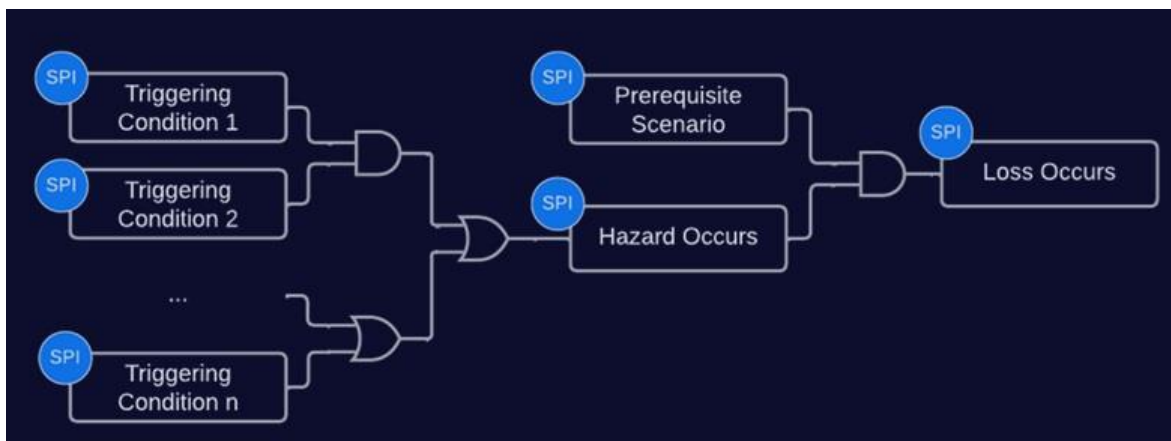 SPI
Triggering
Condition 1
SPI
Triggering
Condition 2
...
SPI
Triggering
Condition n
SPI
Prerequisite
Scenario
SPI
Hazard Occurs
SPI
Loss Occurs